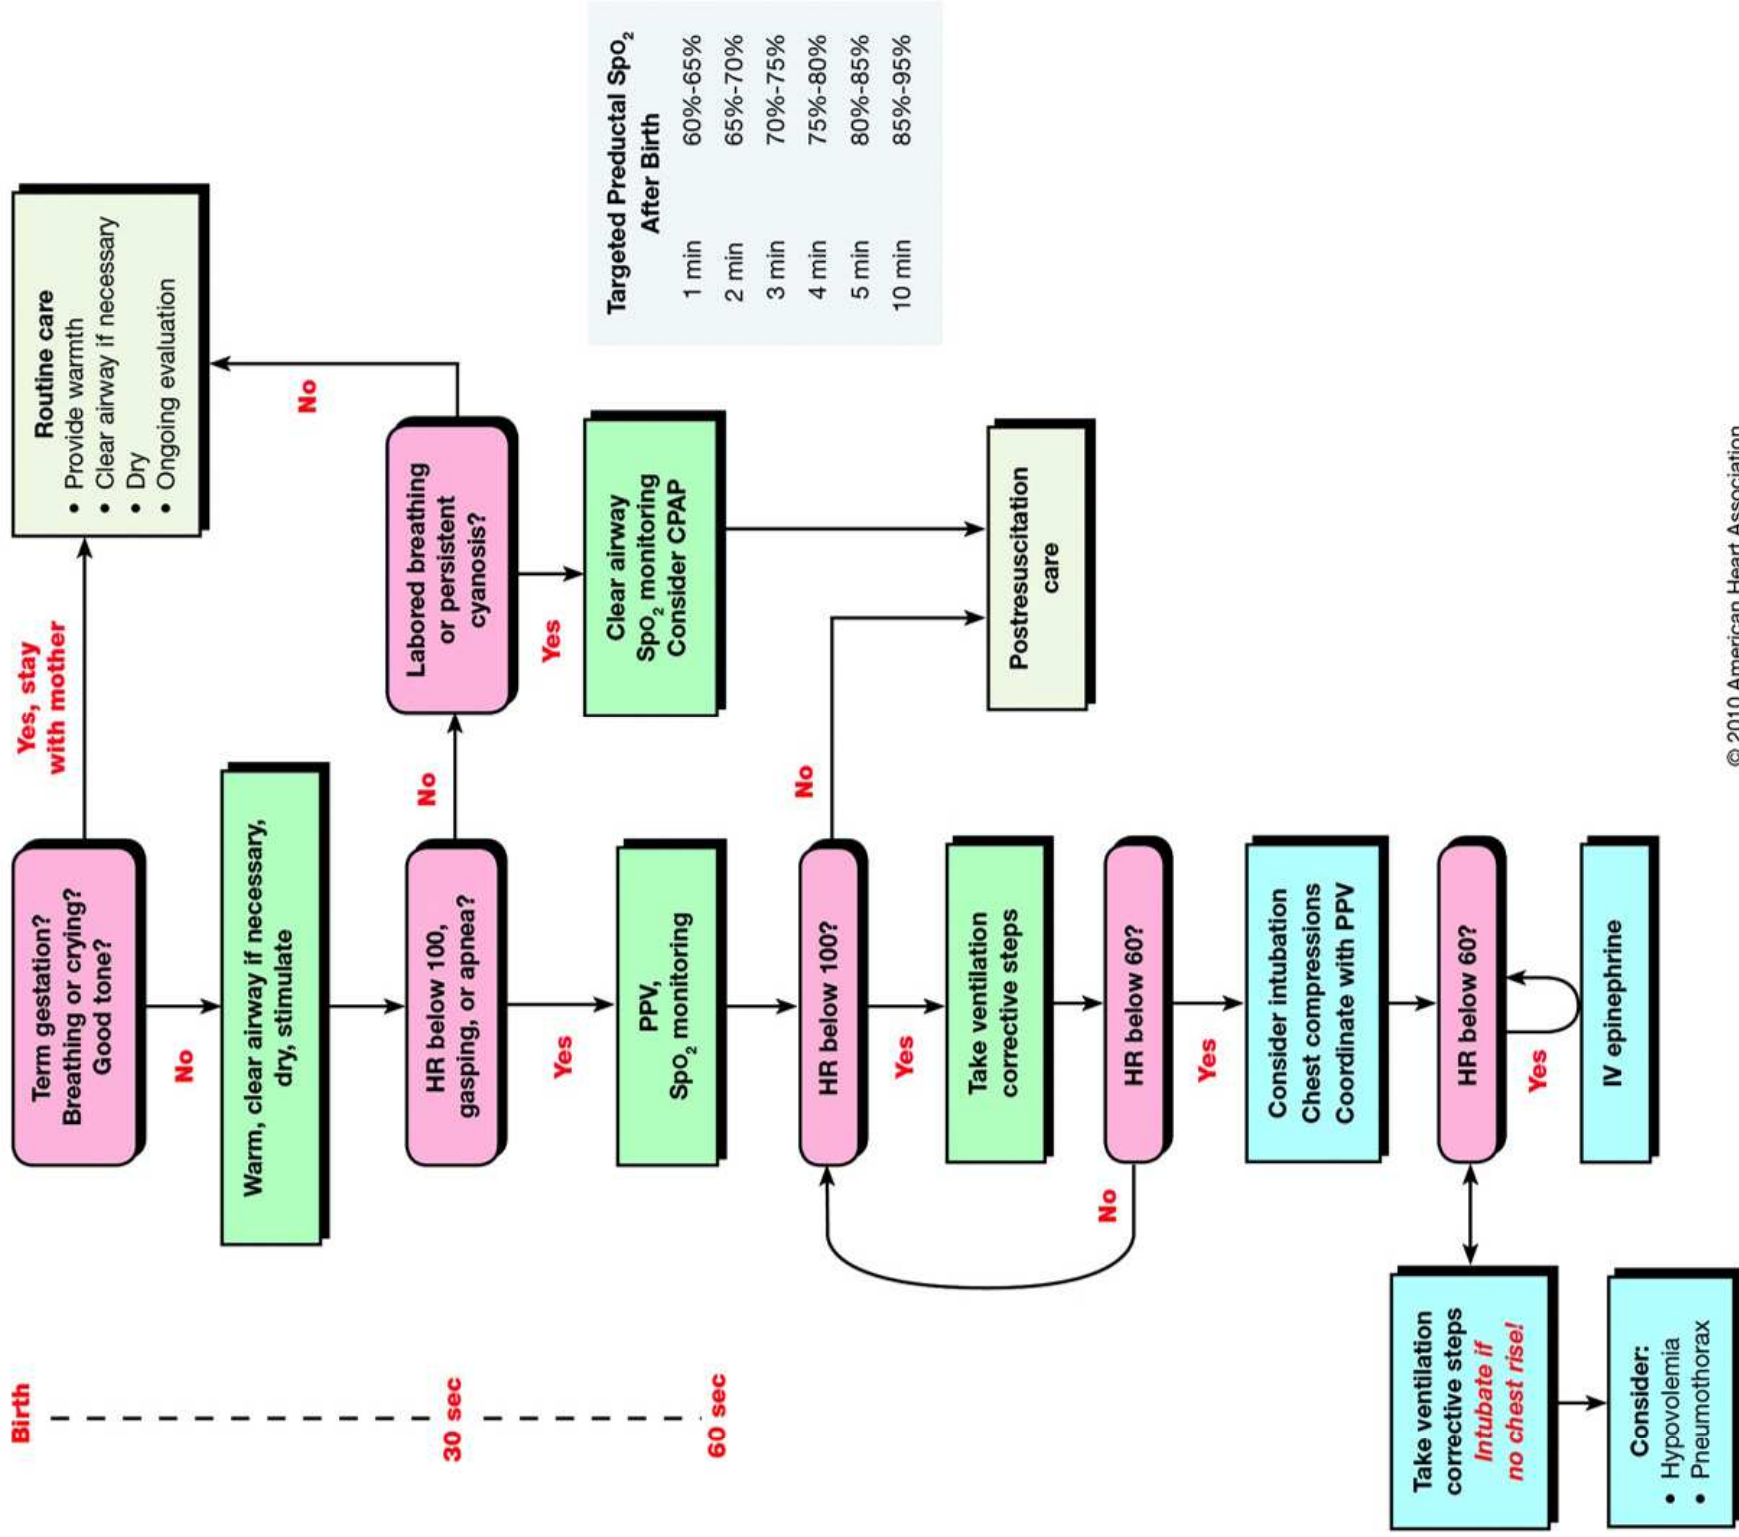 Birth
30 sec
60 sec
Term gestation?
Breathing or crying?
Good tone?
Yes, stay
with mother
Routine care
• Provide warmth
• Clear airway if necessary
• Dry
• Ongoing evaluation
No
Warm, clear airway if necessary,
dry, stimulate
HR below 100,
gasping, or apnea?
No
Labored breathing
or persistent
cyanosis?
No
Yes
Yes
PPV,
SpO₂ monitoring
Clear airway
SpO₂ monitoring
Consider CPAP
Targeted Preductal SpO₂
After Birth
1 min 60%-65%
2 min 65%-70%
3 min 70%-75%
4 min 75%-80%
5 min 80%-85%
10 min 85%-95%
HR below 100?
No
Yes
Take ventilation
corrective steps
Postresuscitation
care
HR below 60?
No
Yes
Consider intubation
Chest compressions
Coordinate with PPV
Take ventilation
corrective steps
Intubate if
no chest rise!
HR below 60?
Yes
Consider:
• Hypovolemia
• Pneumothorax
IV epinephrine
© 2010 American Heart Association